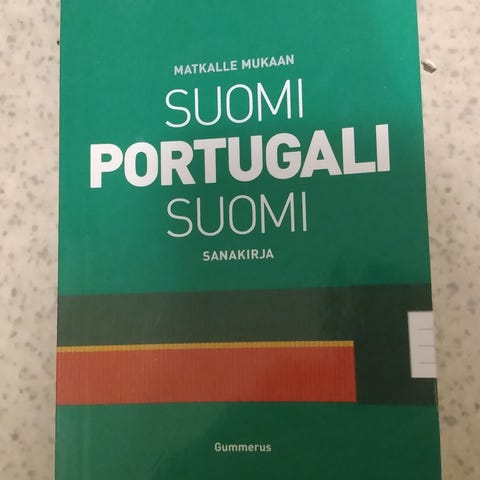 MATKALLE MUKAAN
SUOMI
PORTUGALI
SUOMI
SANAKIRJA
Gummerus